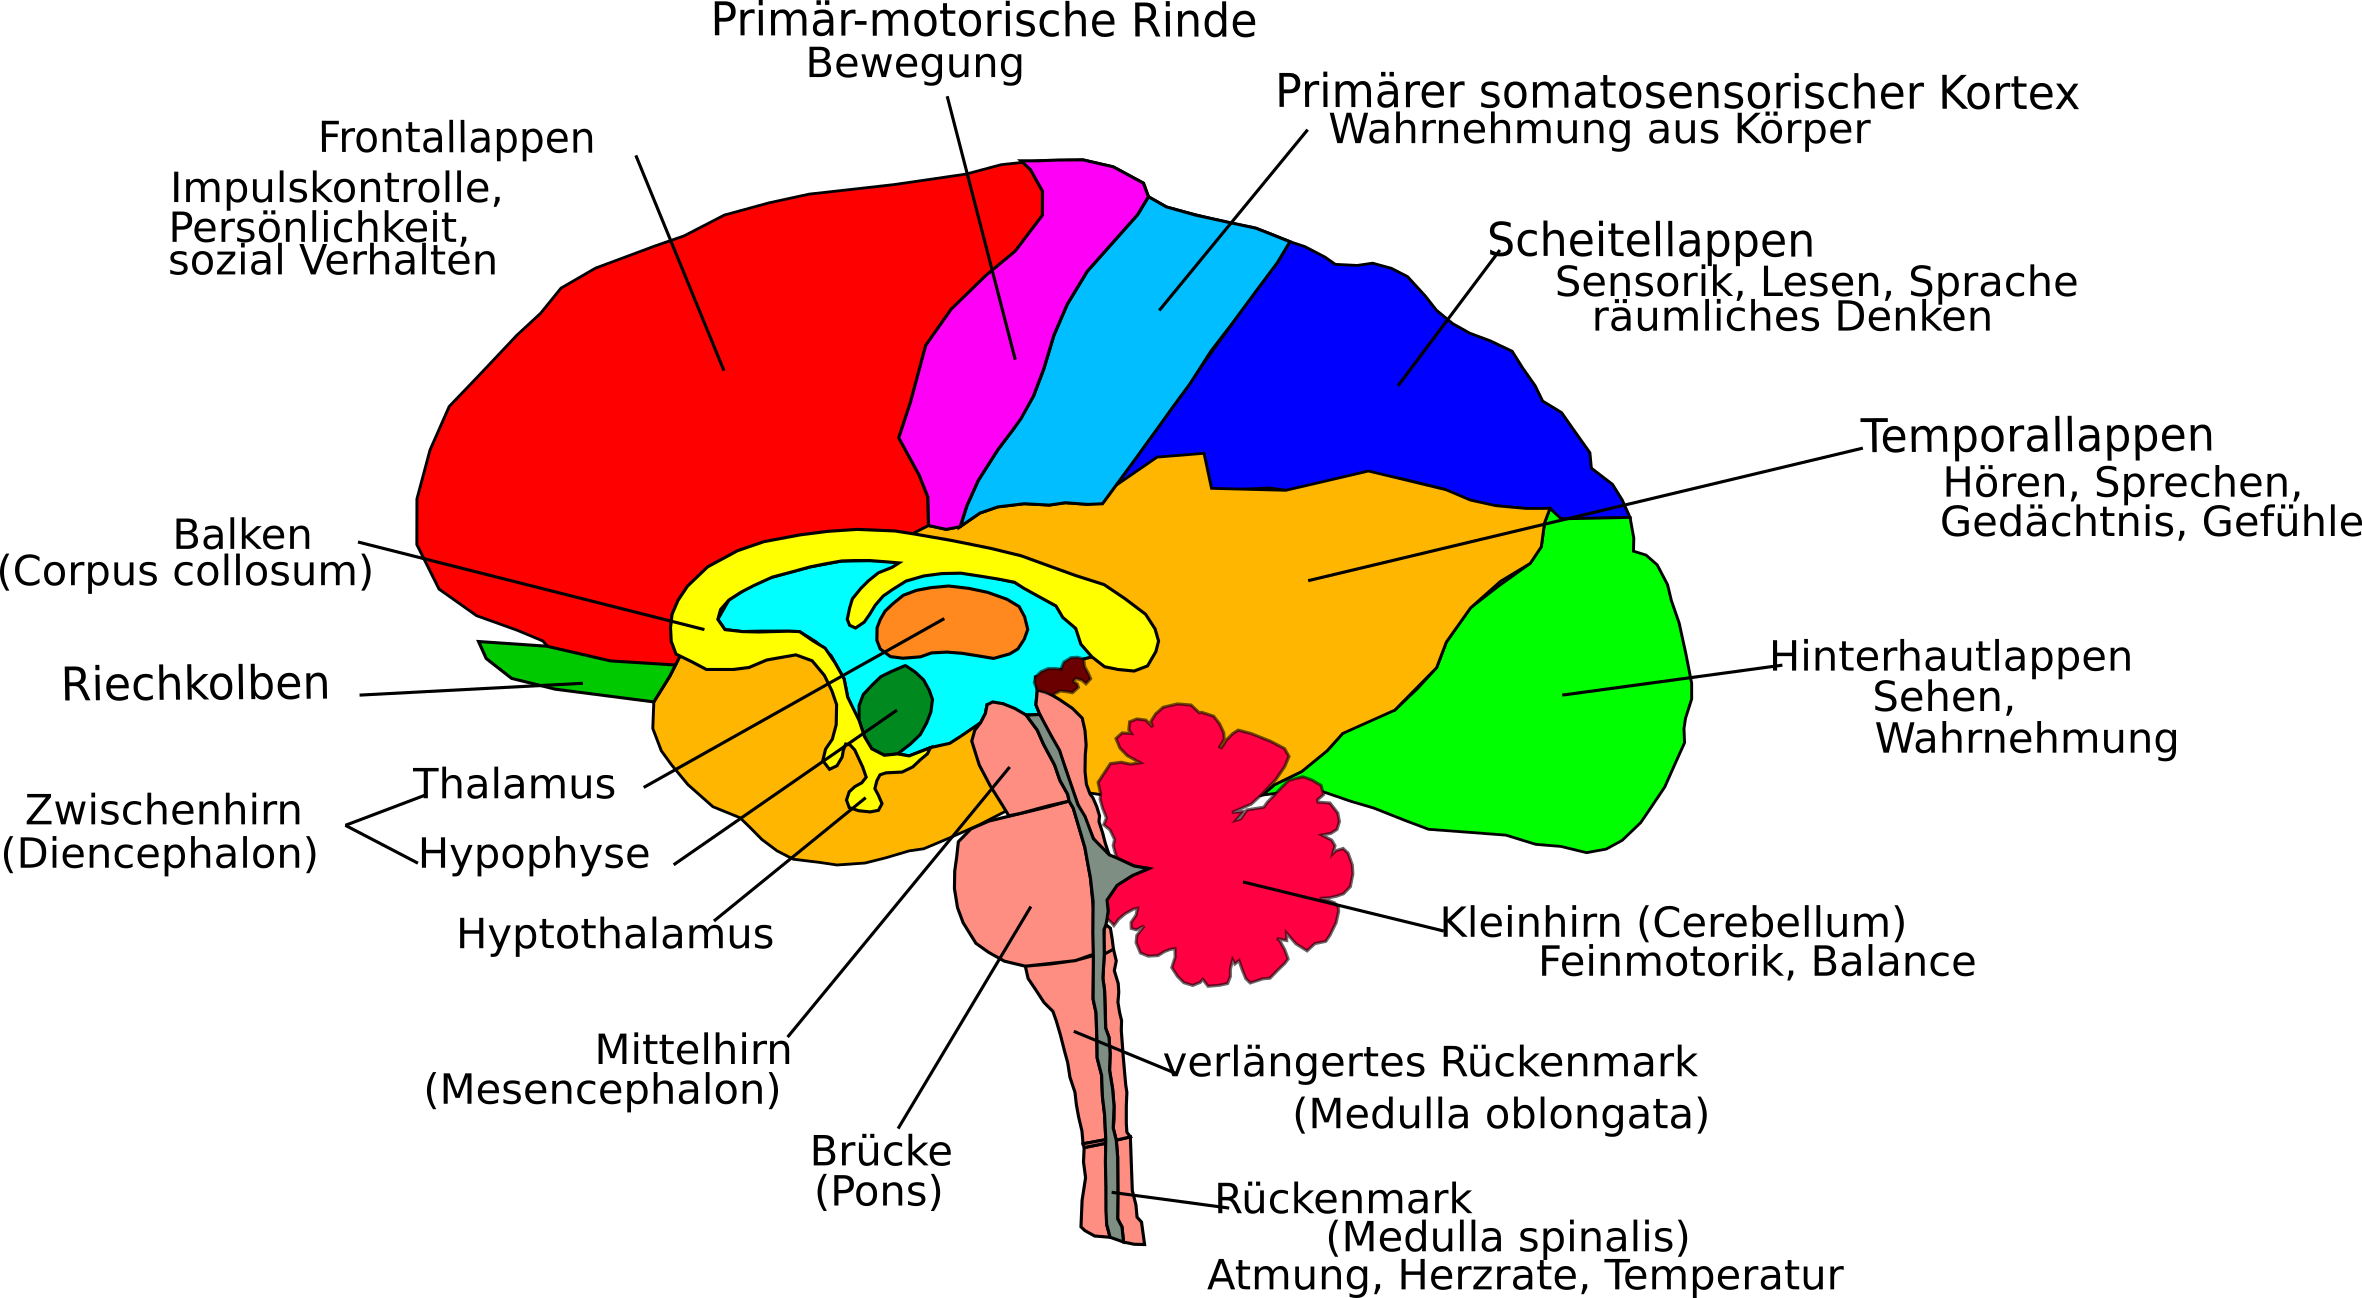 Primär-motorische Rinde
Bewegung
Primärer somatosensorischer Kortex
Wahrnehmung aus Körper
Frontallappen
Impulskontrolle,
Persönlichkeit,
sozial Verhalten
Scheitellappen
Sensorik, Lesen, Sprache
räumliches Denken
Temporallappen
Hören, Sprechen,
Gedächtnis, Gefühle
Balken
(Corpus collosum)
Riechkolben
Hinterhautlappen
Sehen,
Wahrnehmung
Zwischenhirn
(Diencephalon)
Thalamus
Hypophyse
Hyptothalamus
Kleinhirn (Cerebellum)
Feinmotorik, Balance
Mittelhirn
(Mesencephalon)
verlängertes Rückenmark
(Medulla oblongata)
Brücke
(Pons)
Rückenmark
(Medulla spinalis)
Atmung, Herzrate, Temperatur